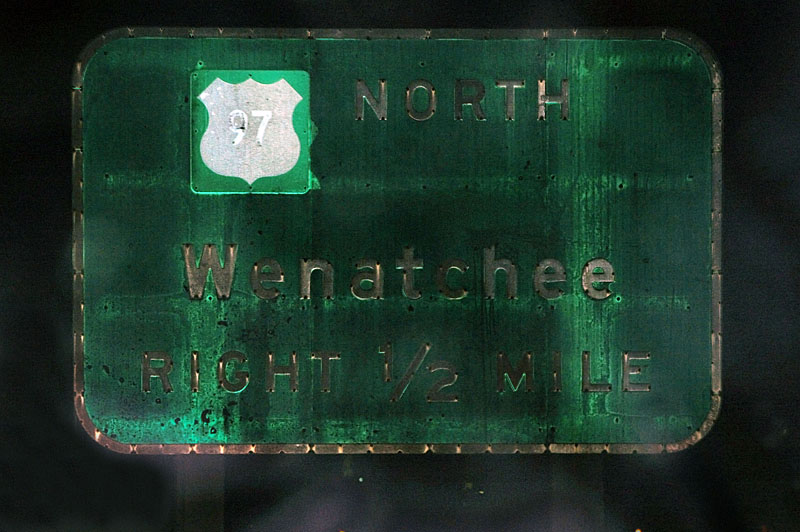 97 NORTH
Wenatchee
RIGHT 1/2 MILE